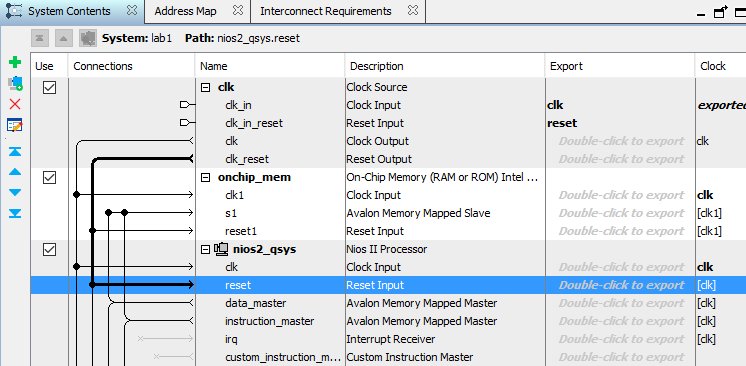 System Contents Address Map Interconnect Requirements
System: lab1 Path: nios2_qsys.reset
Use Connections Name Description Export Clock
clk Clock Source
clk_in Clock Input clk exported
clk_in_reset Reset Input reset
clk Clock Output Double-click to export clk
clk_reset Reset Output Double-click to export
onchip_mem On-Chip Memory (RAM or ROM) Intel ...
clk1 Clock Input Double-click to export clk
s1 Avalon Memory Mapped Slave Double-click to export [clk1]
reset1 Reset Input Double-click to export [clk1]
nios2_qsys Nios II Processor
clk Clock Input Double-click to export clk
reset Reset Input Double-click to export [clk]
data_master Avalon Memory Mapped Master Double-click to export [clk]
instruction_master Avalon Memory Mapped Master Double-click to export [clk]
irq Interrupt Receiver Double-click to export [clk]
custom_instruction_m... Custom Instruction Master Double-click to export